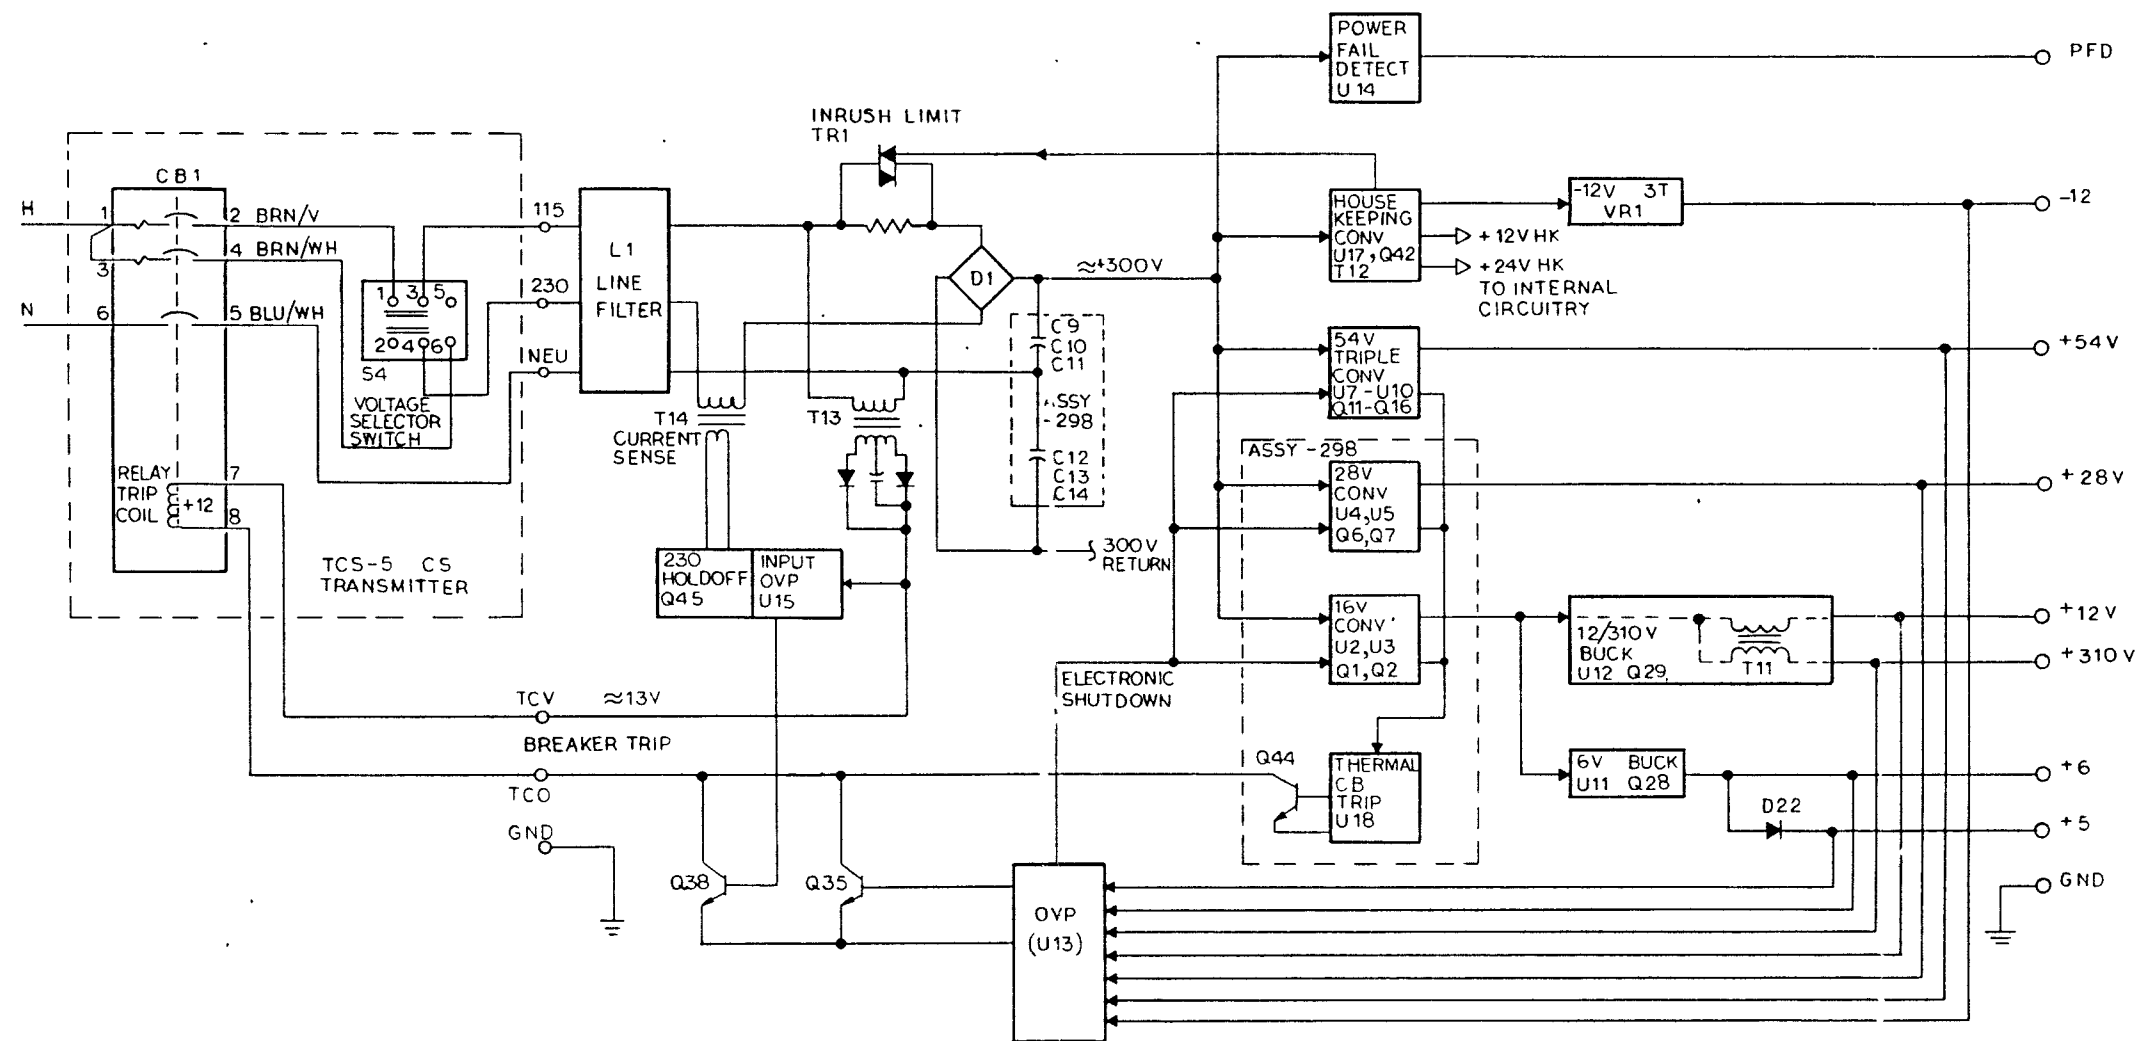 POWER
FAIL
DETECT
U 14
PFD
INRUSH LIMIT
TR1
CB1
H
1
2 BRN/V
4 BRN/WH
3
N
6
5 BLU/WH
1 3 5
2 4 6
S4
VOLTAGE
SELECTOR
SWITCH
115
230
NEU
L1
LINE
FILTER
D1
≈+300V
HOUSE
KEEPING
CONV
U17, Q42
T12
-12V 3T
VR1
-12
+12V HK
+24V HK
TO INTERNAL
CIRCUITRY
C9
C10
C11
ASSY
-298
C12
C13
C14
54V
TRIPLE
CONV
U7-U10
Q11-Q16
+54V
T14
CURRENT
SENSE
T13
RELAY
TRIP
COIL
+12
7
8
TCS-5 CS
TRANSMITTER
230
HOLDOFF
Q45
INPUT
OVP
U15
300V
RETURN
ASSY -298
28V
CONV
U4,U5
Q6,Q7
+28V
16V
CONV
U2,U3
Q1,Q2
12/310V
BUCK
U12 Q29
T11
+12V
+310V
ELECTRONIC
SHUTDOWN
TCV
≈13V
BREAKER TRIP
TCO
GND
Q44
THERMAL
CB
TRIP
U18
6V BUCK
U11 Q28
+6
D22
+5
Q38
Q35
OVP
(U13)
GND